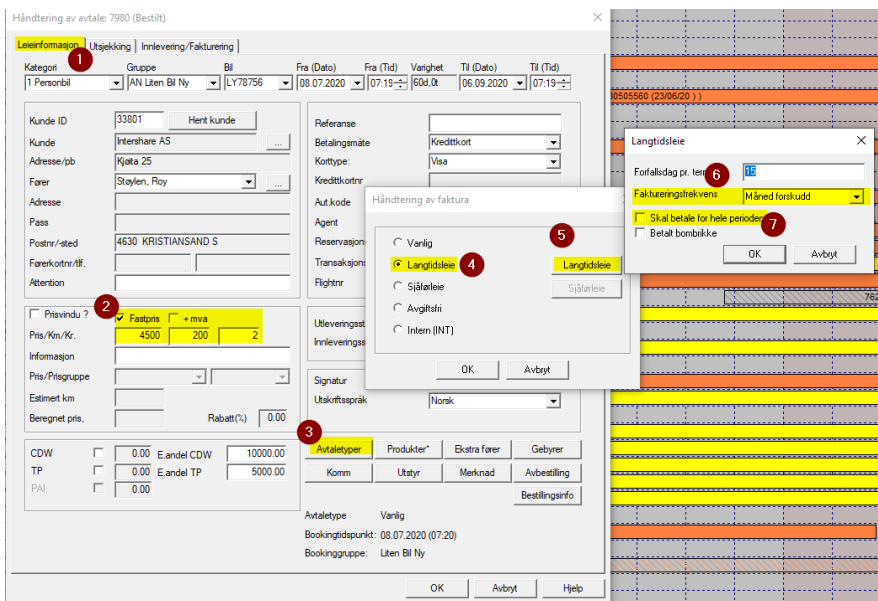 Håndtering av avtale: 7980 (Bestilt)
Leieinformasjon Utsjekking Innlevering/Fakturering
1
Kategori Gruppe Bil Fra (Dato) Fra (Tid) Varighet Til (Dato) Til (Tid)
1 Personbil AN Liten Bil Ny LY78756 08.07.2020 07:19 60d,0t 06.09.2020 07:19
Kunde ID 33801 Hent kunde
Kunde Intershare AS ...
Adresse/pb Kjøita 25
Fører Støylen, Roy ...
Adresse
Pass
Postnr/-sted 4630 KRISTIANSAND S
Førerkortnr/tlf.
Attention
Referanse
Betalingsmåte Kredittkort
Korttype: Visa
Kredittkortnr
Aut.kode
Agent
Reservasjons
Transaksjons
Flightnr
2
Prisvindu ? Fastpris + mva
Pris/Km/Kr. 4500 200 2
Informasjon
Pris/Prisgruppe
Estimert km
Beregnet pris, Rabatt(%) 0.00
Utleveringsst
Innleveringss
Signatur
Utskriftsspråk Norsk
CDW 0.00 E.andel CDW 10000.00
TP 0.00 E.andel TP 5000.00
PAI 0.00
3
Avtaletyper Produkter* Ekstra fører Gebyrer
Komm Utstyr Merknad Avbestilling
Bestillingsinfo
Avtaletype Vanlig
Bookingtidspunkt: 08.07.2020 (07:20)
Bookinggruppe: Liten Bil Ny
OK Avbryt Hjelp
Håndtering av faktura
5
Vanlig
Langtidsleie 4 Langtidsleie
Sjåførleie Sjåførleie
Avgiftsfri
Intern (INT)
OK Avbryt
Langtidsleie
Forfallsdag pr. term 15
6
Faktureringsfrekvens Måned forskudd
Skal betale for hele perioden
7
Betalt bombrikke
OK Avbryt
0505560 (23/06/20 ) )
762